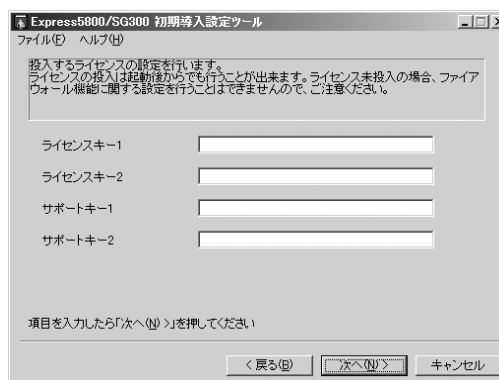 Express5800/SG300 初期導入設定ツール
ファイル(F) ヘルプ(H)
投入するライセンスの設定を行います。
ライセンスの投入は起動後からでも行うことが出来ます。ライセンス未投入の場合、ファイア
ウォール機能に関する設定を行うことはできませんので、ご注意ください。
ライセンスキー1
ライセンスキー2
サポートキー1
サポートキー2
項目を入力したら「次へ(N) >」を押してください
< 戻る(B) 次へ(N) > キャンセル